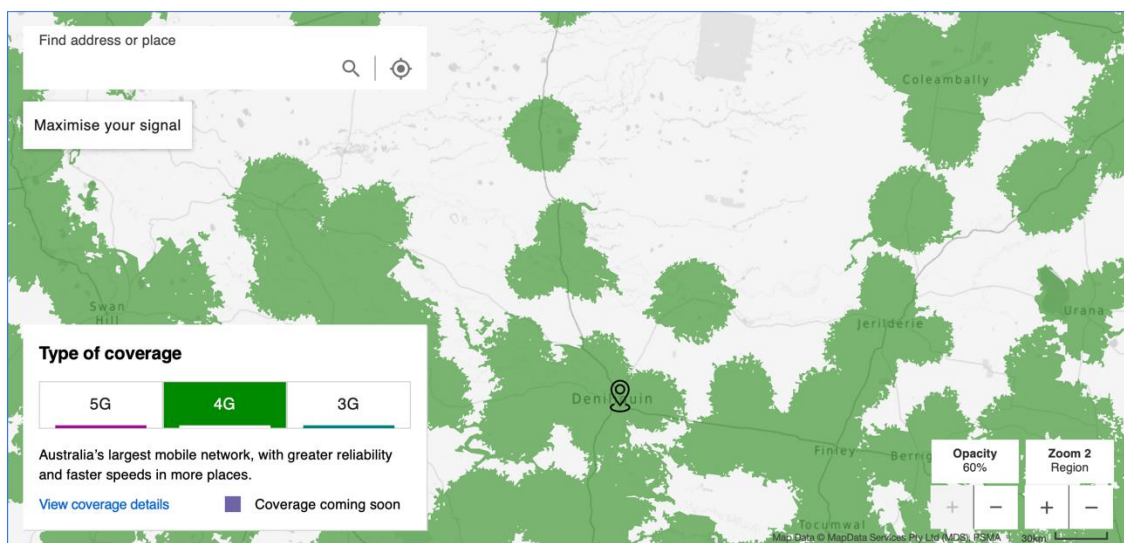 Find address or place
Maximise your signal
Coleambally
Swan
Hill
Urana
Jerilderie
Type of coverage
5G
4G
3G
Australia's largest mobile network, with greater reliability
and faster speeds in more places.
View coverage details
Coverage coming soon
Finley
Opacity
60%
Zoom 2
Region
+
−
+
−
Tocumwal
Map Data © MapData Services Pty Ltd (MDS), PSMA
30km